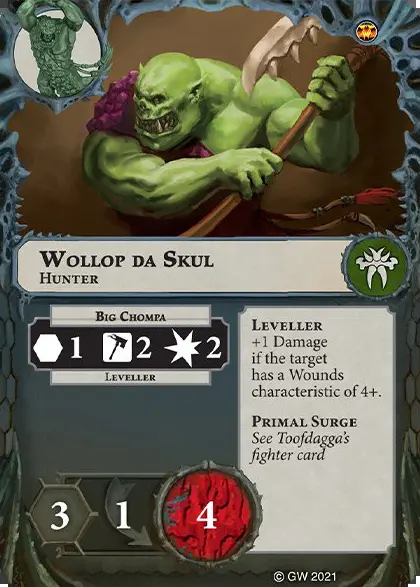 Wollop da Skul
Hunter
Big Chompa
1 2 2
Leveller
Leveller
+1 Damage
if the target
has a Wounds
characteristic of 4+.
Primal Surge
See Toofdagga's
fighter card
3 1 4
© GW 2021